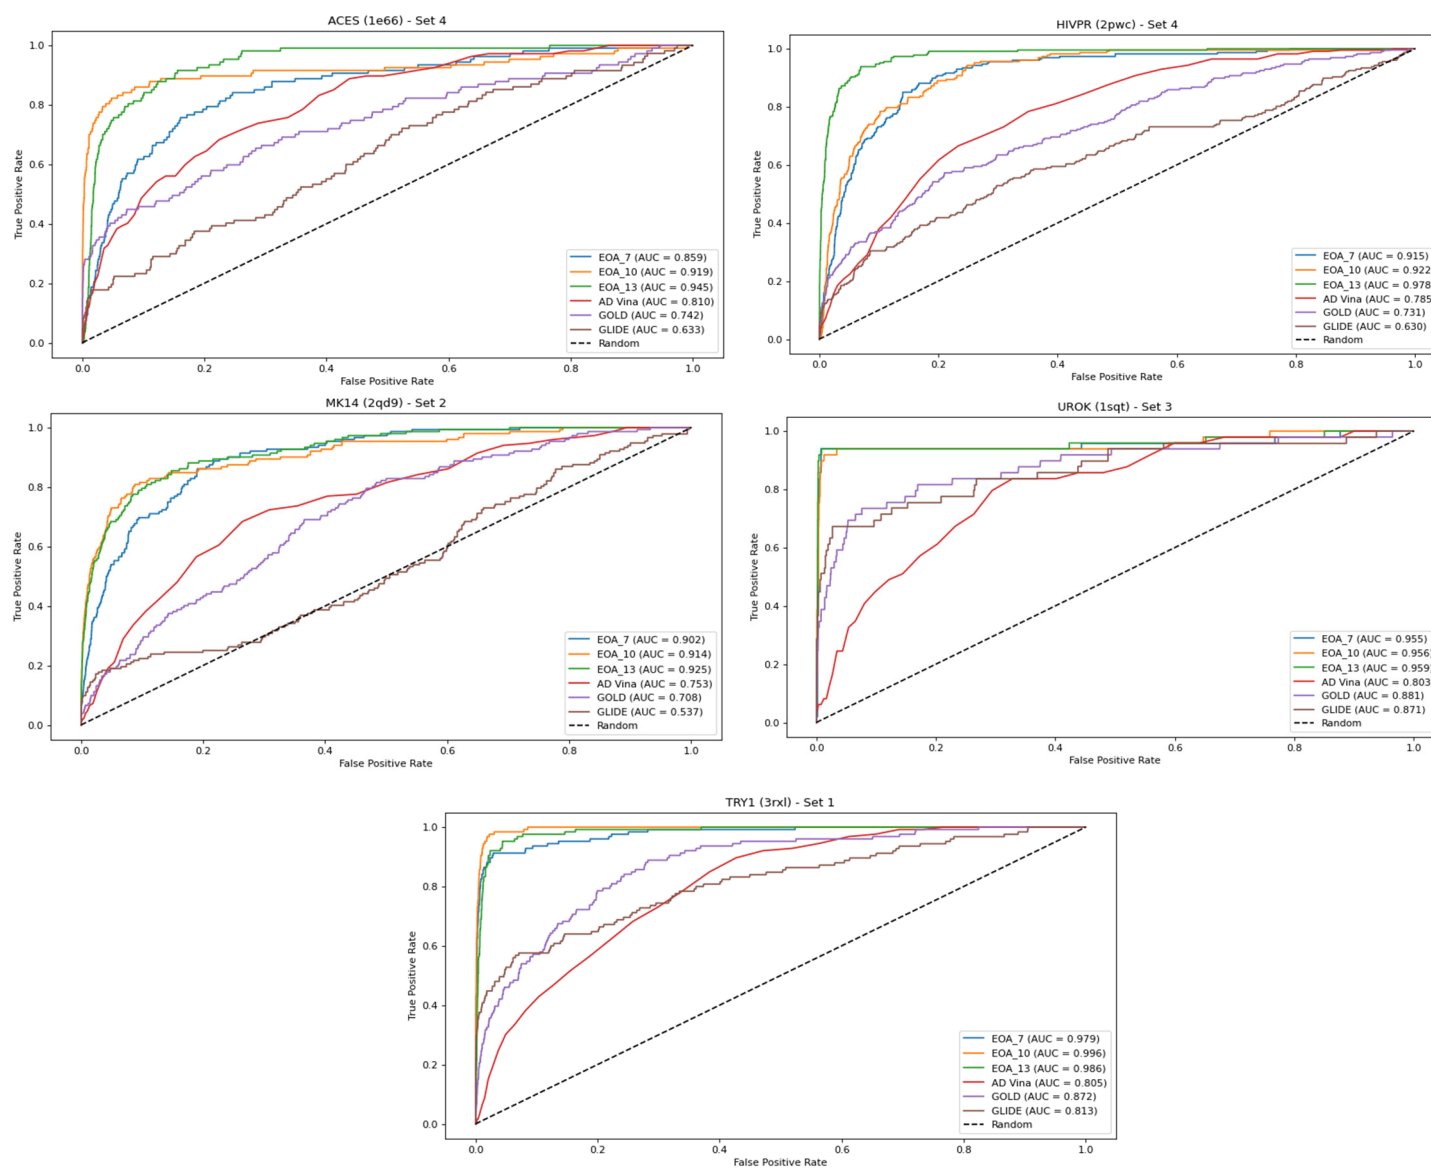 ACES (1e66) - Set 4
1.0
0.8
0.6
0.4
0.2
0.0
True Positive Rate
EOA_7 (AUC = 0.859)
EOA_10 (AUC = 0.919)
EOA_13 (AUC = 0.945)
AD Vina (AUC = 0.810)
GOLD (AUC = 0.742)
GLIDE (AUC = 0.633)
Random
0.0 0.2 0.4 0.6 0.8 1.0
False Positive Rate
HIVPR (2pwc) - Set 4
1.0
0.8
0.6
0.4
0.2
0.0
True Positive Rate
EOA_7 (AUC = 0.915)
EOA_10 (AUC = 0.922
EOA_13 (AUC = 0.978
AD Vina (AUC = 0.785
GOLD (AUC = 0.731)
GLIDE (AUC = 0.630)
Random
0.0 0.2 0.4 0.6 0.8 1.0
False Positive Rate
MK14 (2qd9) - Set 2
1.0
0.8
0.6
0.4
0.2
0.0
True Positive Rate
EOA_7 (AUC = 0.902)
EOA_10 (AUC = 0.914)
EOA_13 (AUC = 0.925)
AD Vina (AUC = 0.753)
GOLD (AUC = 0.708)
GLIDE (AUC = 0.537)
Random
0.0 0.2 0.4 0.6 0.8 1.0
False Positive Rate
UROK (1sqt) - Set 3
1.0
0.8
0.6
0.4
0.2
0.0
True Positive Rate
EOA_7 (AUC = 0.955)
EOA_10 (AUC = 0.956)
EOA_13 (AUC = 0.959)
AD Vina (AUC = 0.803
GOLD (AUC = 0.881)
GLIDE (AUC = 0.871)
Random
0.0 0.2 0.4 0.6 0.8 1.0
False Positive Rate
TRY1 (3rxl) - Set 1
1.0
0.8
0.6
0.4
0.2
0.0
True Positive Rate
EOA_7 (AUC = 0.979)
EOA_10 (AUC = 0.996)
EOA_13 (AUC = 0.986)
AD Vina (AUC = 0.805)
GOLD (AUC = 0.872)
GLIDE (AUC = 0.813)
Random
0.0 0.2 0.4 0.6 0.8 1.0
False Positive Rate